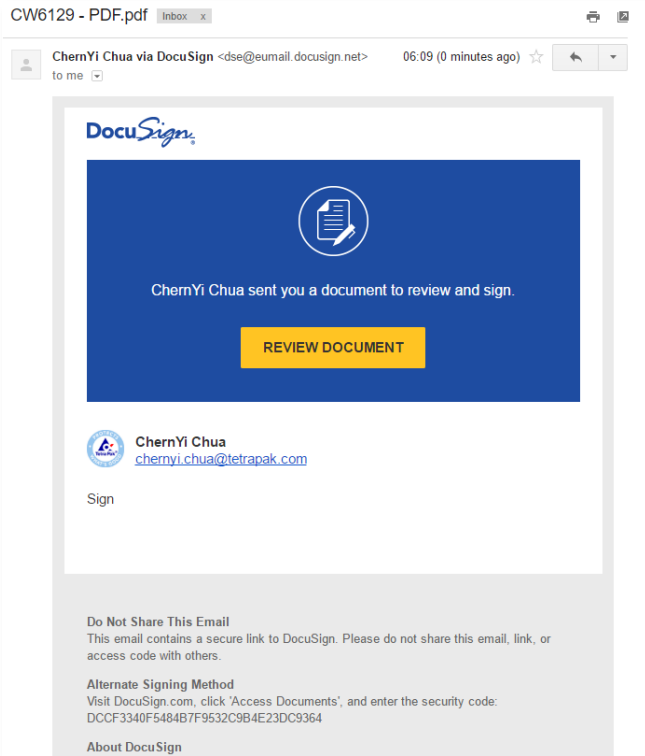 CW6129 - PDF.pdf Inbox x
ChernYi Chua via DocuSign <dse@eumail.docusign.net> 06:09 (0 minutes ago)
to me
DocuSign
ChernYi Chua sent you a document to review and sign.
REVIEW DOCUMENT
ChernYi Chua
chernyi.chua@tetrapak.com
Sign
Do Not Share This Email
This email contains a secure link to DocuSign. Please do not share this email, link, or
access code with others.
Alternate Signing Method
Visit DocuSign.com, click 'Access Documents', and enter the security code:
DCCF3340F5484B7F9532C9B4E23DC9364
About DocuSign